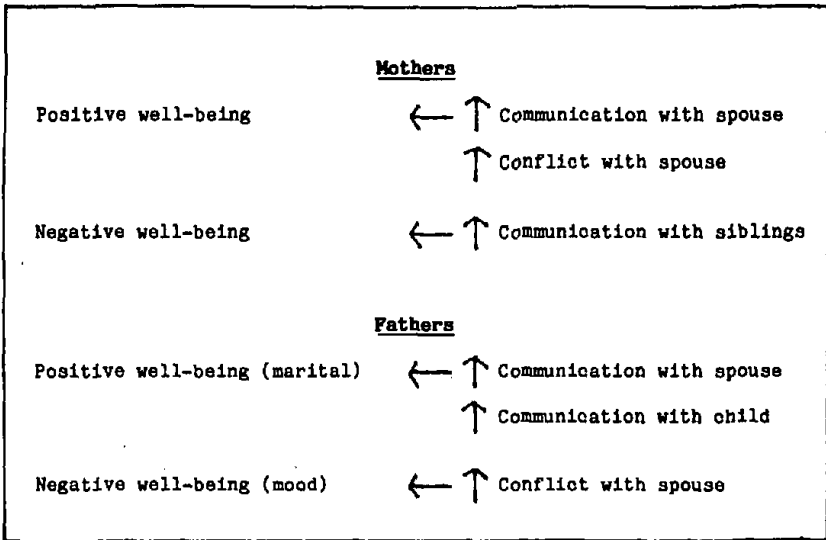 Mothers
Positive well-being ← ↑ Communication with spouse
↑ Conflict with spouse
Negative well-being ← ↑ Communication with siblings
Fathers
Positive well-being (marital) ← ↑ Communication with spouse
↑ Communication with child
Negative well-being (mood) ← ↑ Conflict with spouse